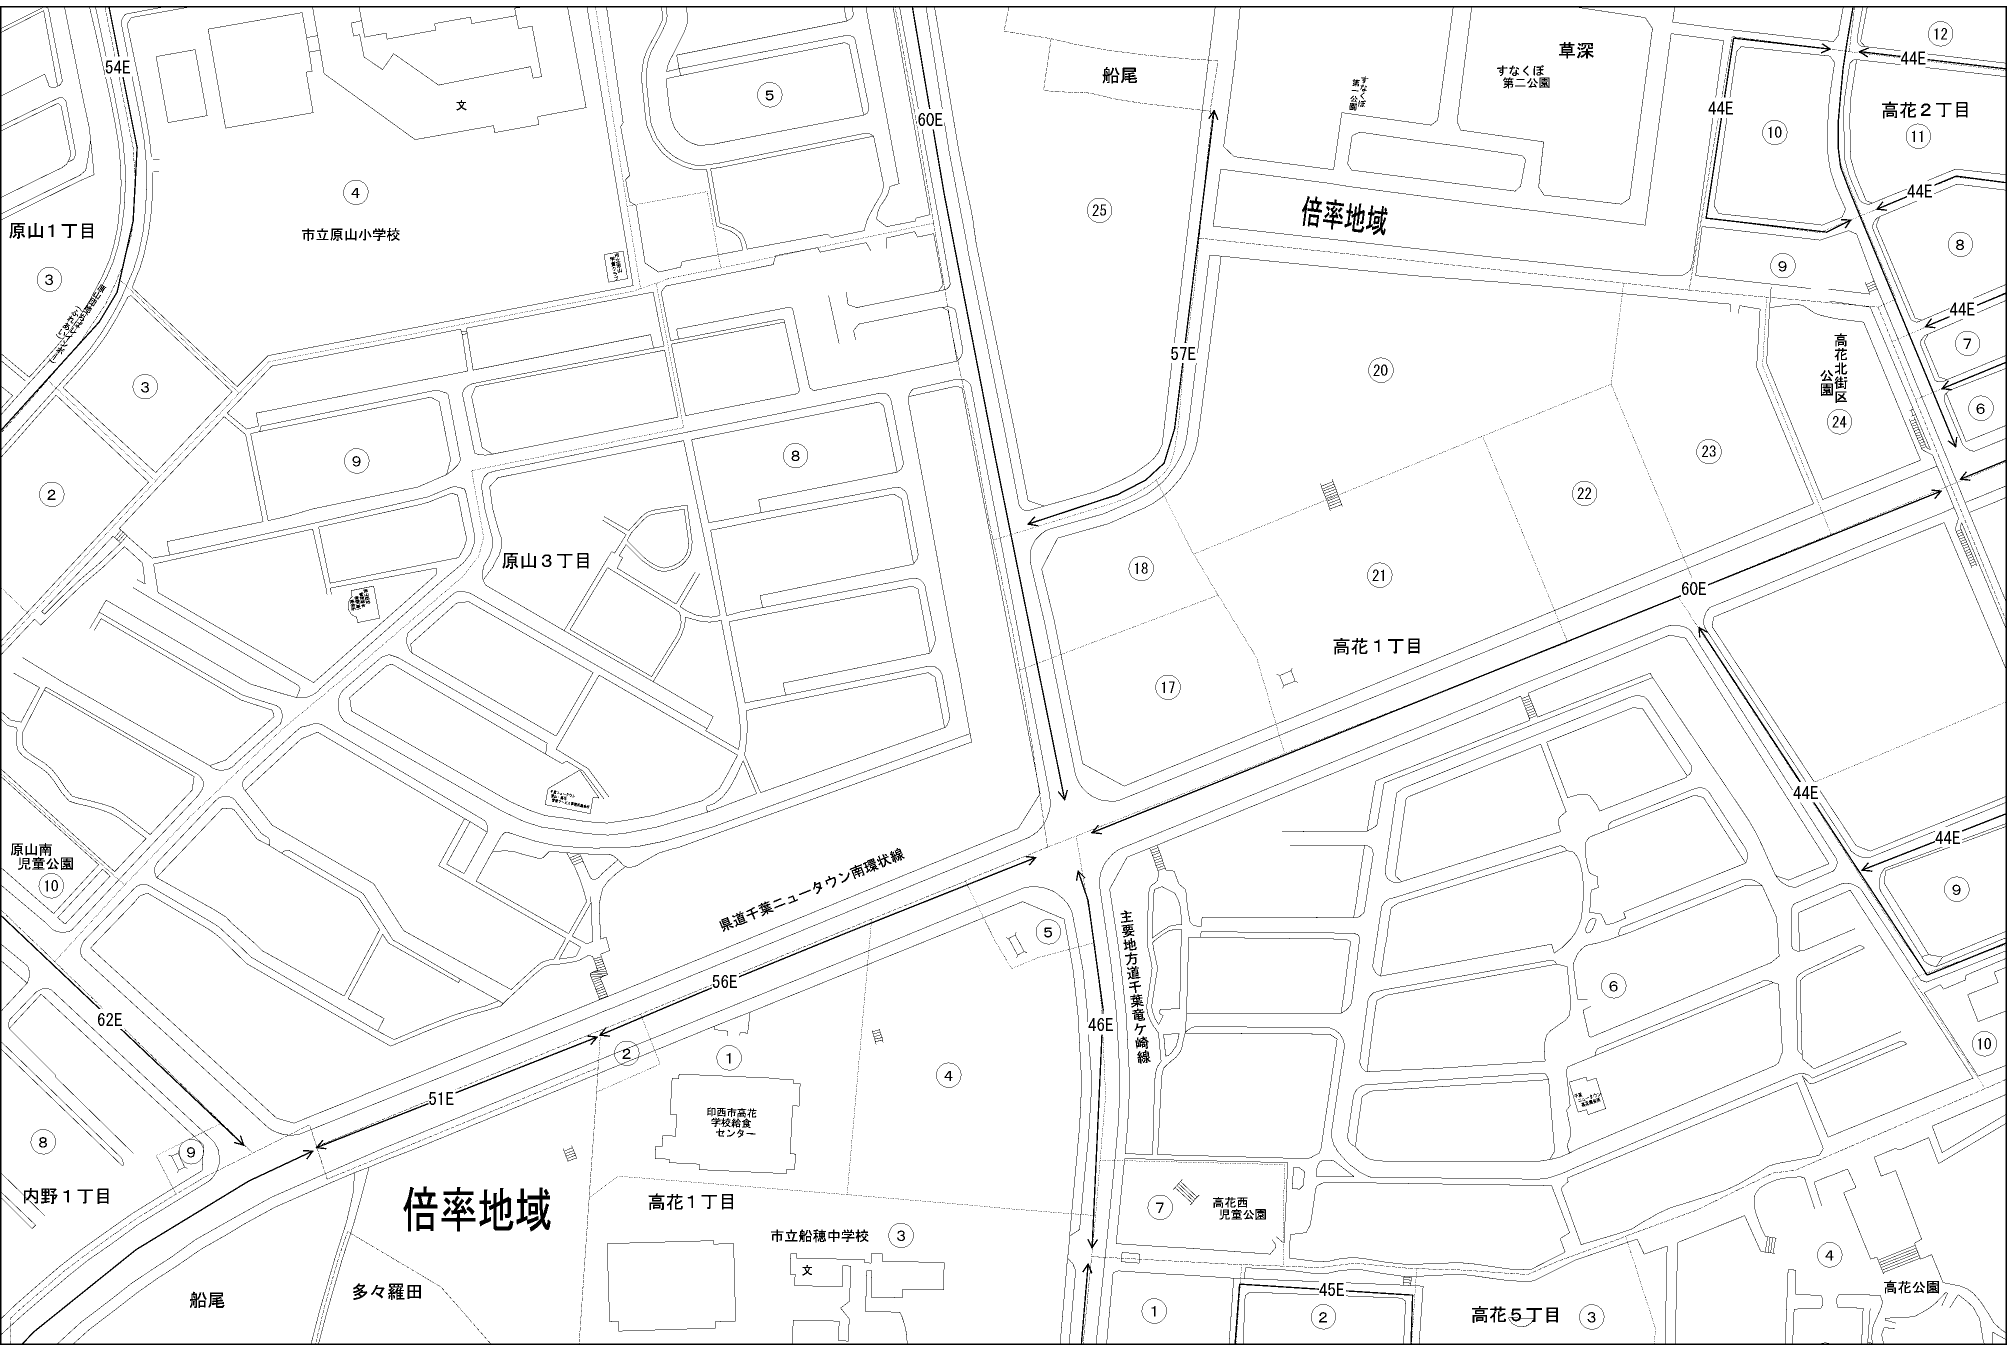 54E
60E
船尾
草深
すなくぼ
第二公園
すなくぼ
第一公園
44E
44E
⑫
高花２丁目
⑪
⑩
⑤
文
④
市立原山小学校
原山１丁目
③
㉕
倍率地域
44E
⑧
⑨
44E
⑦
57E
⑳
高花北街区
公園
㉔
⑥
③
②
⑨
⑧
㉓
㉒
原山３丁目
⑱
㉑
60E
高花１丁目
⑰
44E
44E
⑨
原山南
児童公園
⑩
県道千葉ニュータウン南環状線
主要地方道千葉竜ケ崎線
⑤
56E
62E
46E
⑥
⑩
②
①
④
51E
印西市高花
学校給食
センター
⑧
⑨
内野１丁目
倍率地域
高花１丁目
⑦
高花西
児童公園
市立船穂中学校
③
文
④
高花公園
船尾
多々羅田
①
45E
②
高花５丁目
③